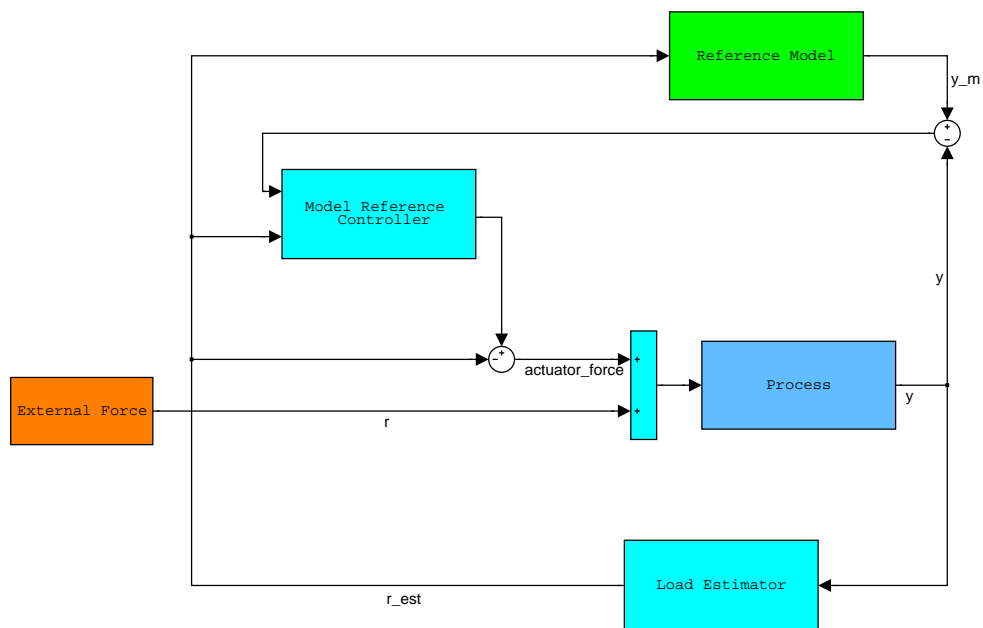 Reference Model
y_m
+
-
Model Reference
Controller
y
+
-
actuator_force
+
+
Process
y
External Force
r
Load Estimator
r_est